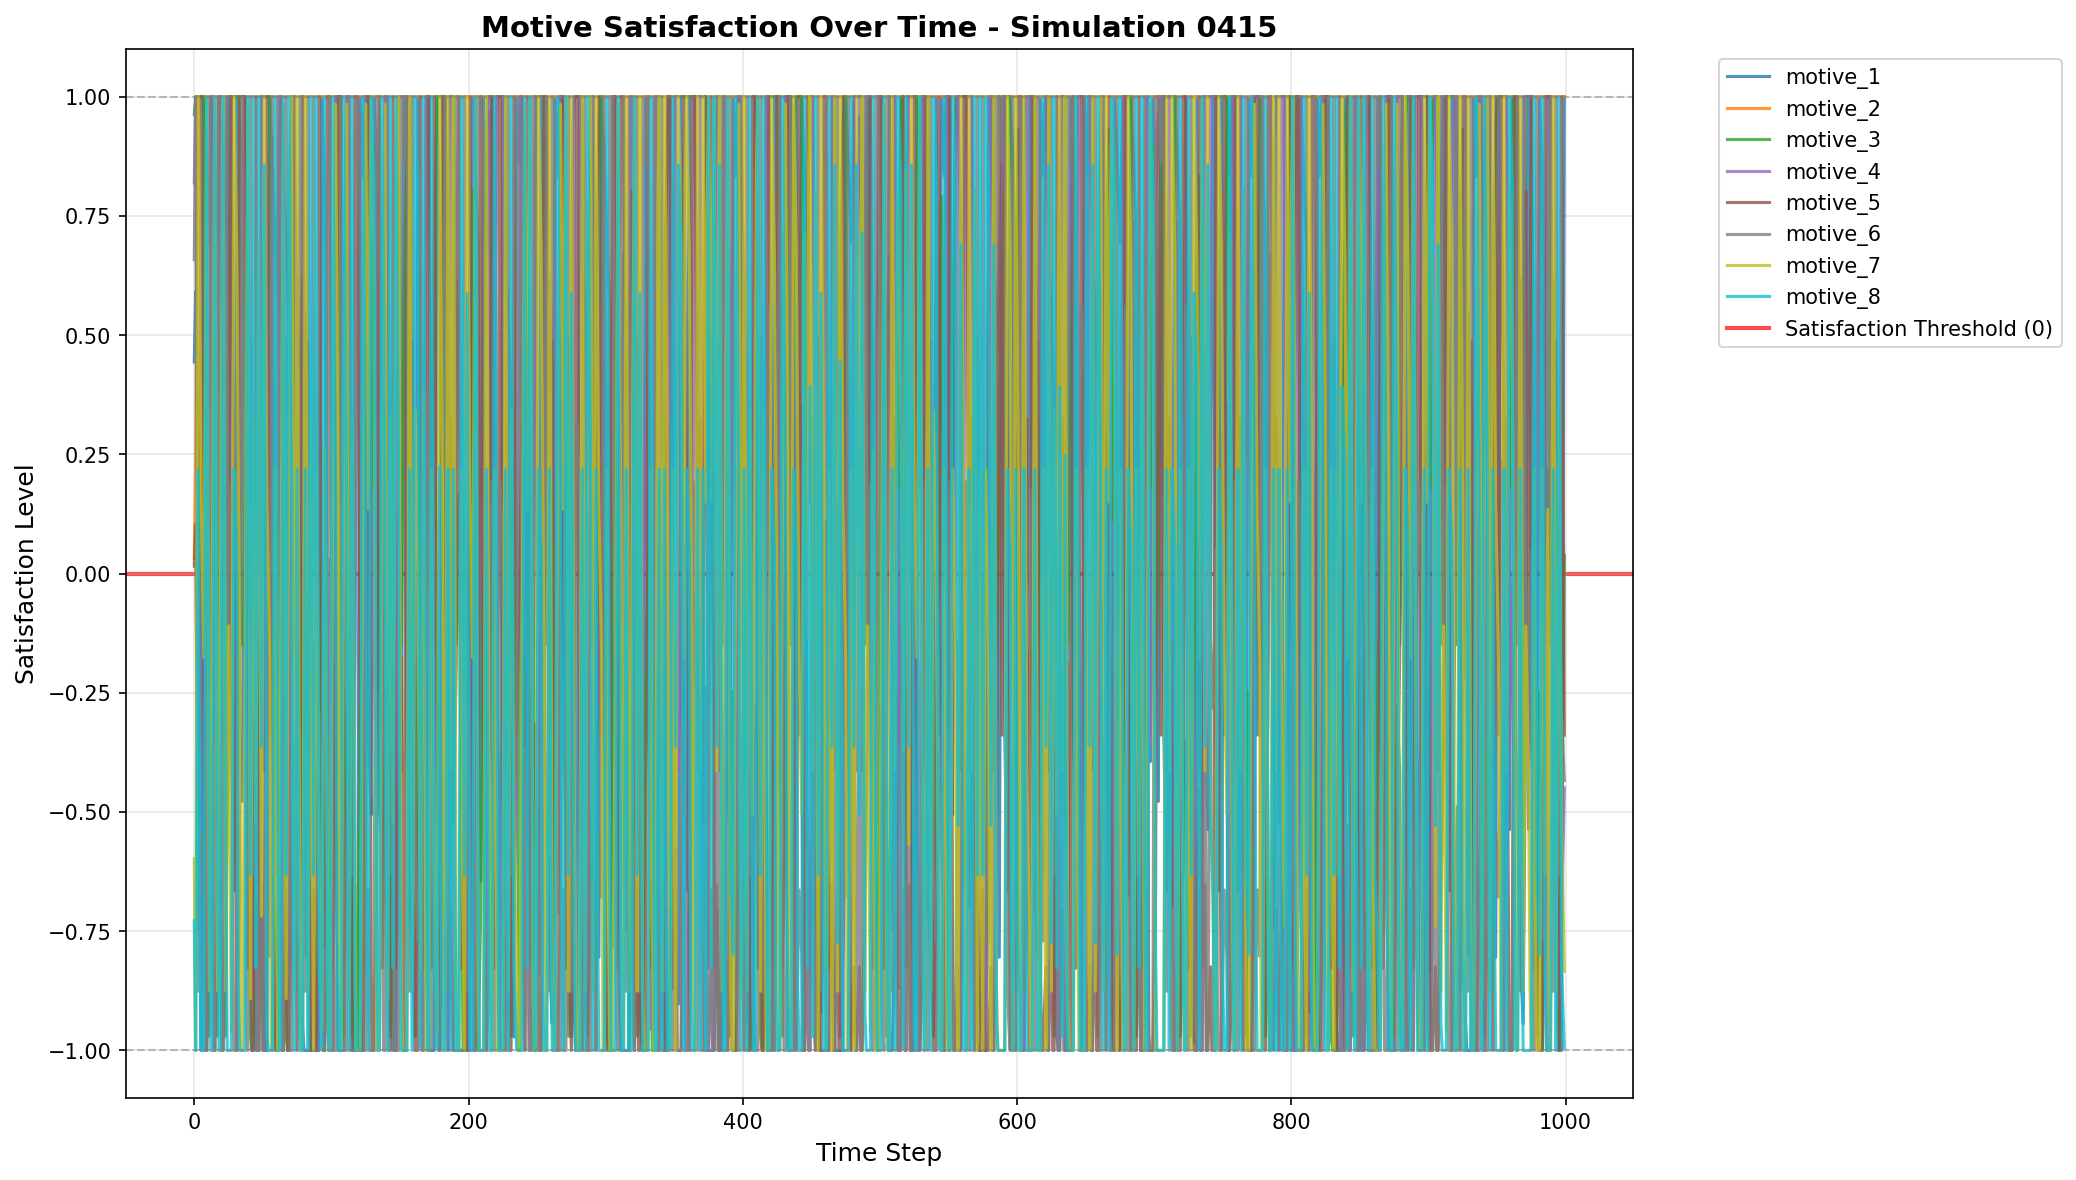 Motive Satisfaction Over Time - Simulation 0415
1.00
0.75
0.50
0.25
0.00
−0.25
−0.50
−0.75
−1.00
Satisfaction Level
0
200
400
600
800
1000
Time Step
motive_1
motive_2
motive_3
motive_4
motive_5
motive_6
motive_7
motive_8
Satisfaction Threshold (0)